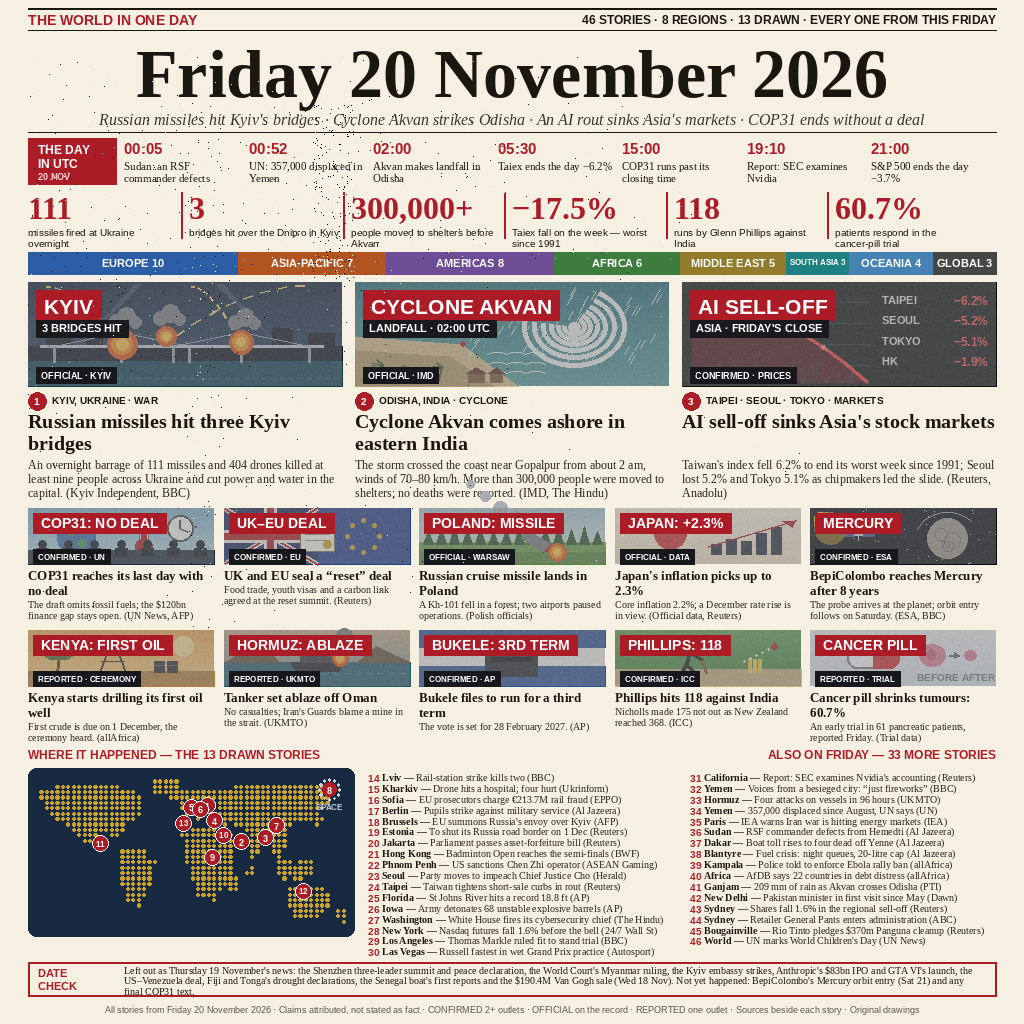 THE WORLD IN ONE DAY
46 STORIES · 8 REGIONS · 13 DRAWN · EVERY ONE FROM THIS FRIDAY
Friday 20 November 2026
Russian missiles hit Kyiv's bridges · Cyclone Akvan strikes Odisha · An AI rout sinks Asia's markets · COP31 ends without a deal
THE DAY
IN UTC
20 NOV
00:05
Sudan: an RSF
commander defects
00:52
UN: 357,000 displaced in
Yemen
02:00
Akvan makes landfall in
Odisha
05:30
Taiex ends the day −6.2%
15:00
COP31 runs past its
closing time
19:10
Report: SEC examines
Nvidia
21:00
S&P 500 ends the day
−3.7%
111
missiles fired at Ukraine
overnight
3
bridges hit over the Dnipro in Kyiv
300,000+
people moved to shelters before
Akvan
−17.5%
Taiex fall on the week — worst
since 1991
118
runs by Glenn Phillips against
India
60.7%
patients respond in the
cancer-pill trial
EUROPE 10
ASIA-PACIFIC 7
AMERICAS 8
AFRICA 6
MIDDLE EAST 5
SOUTH ASIA 3
OCEANIA 4
GLOBAL 3
KYIV
3 BRIDGES HIT
OFFICIAL · KYIV
CYCLONE AKVAN
LANDFALL · 02:00 UTC
OFFICIAL · IMD
AI SELL-OFF
ASIA · FRIDAY'S CLOSE
TAIPEI −6.2%
SEOUL −5.2%
TOKYO −5.1%
HK −1.9%
CONFIRMED · PRICES
1 KYIV, UKRAINE · WAR
Russian missiles hit three Kyiv
bridges
An overnight barrage of 111 missiles and 404 drones killed at
least nine people across Ukraine and cut power and water in the
capital. (Kyiv Independent, BBC)
2 ODISHA, INDIA · CYCLONE
Cyclone Akvan comes ashore in
eastern India
The storm crossed the coast near Gopalpur from about 2 am,
winds of 70–80 km/h. More than 300,000 people were moved to
shelters; no deaths were reported. (IMD, The Hindu)
3 TAIPEI · SEOUL · TOKYO · MARKETS
AI sell-off sinks Asia's stock markets
Taiwan's index fell 6.2% to end its worst week since 1991; Seoul
lost 5.2% and Tokyo 5.1% as chipmakers led the slide. (Reuters,
Anadolu)
COP31: NO DEAL
CONFIRMED · UN
COP31 reaches its last day with
no deal
The draft omits fossil fuels; the $120bn
finance gap stays open. (UN News, AFP)
UK–EU DEAL
CONFIRMED · EU
UK and EU seal a “reset” deal
Food trade, youth visas and a carbon link
agreed at the reset summit. (Reuters)
POLAND: MISSILE
OFFICIAL · WARSAW
Russian cruise missile lands in
Poland
A Kh-101 fell in a forest; two airports paused
operations. (Polish officials)
JAPAN: +2.3%
OFFICIAL · DATA
Japan's inflation picks up to
2.3%
Core inflation 2.2%; a December rate rise is
in view. (Official data, Reuters)
MERCURY
CONFIRMED · ESA
BepiColombo reaches Mercury
after 8 years
The probe arrives at the planet; orbit entry
follows on Saturday. (ESA, BBC)
KENYA: FIRST OIL
REPORTED · CEREMONY
Kenya starts drilling its first oil
well
First crude is due on 1 December, the
ceremony heard. (allAfrica)
HORMUZ: ABLAZE
REPORTED · UKMTO
Tanker set ablaze off Oman
No casualties; Iran's Guards blame a mine in
the strait. (UKMTO)
BUKELE: 3RD TERM
CONFIRMED · AP
Bukele files to run for a third
term
The vote is set for 28 February 2027. (AP)
PHILLIPS: 118
CONFIRMED · ICC
Phillips hits 118 against India
Nicholls made 175 not out as New Zealand
reached 368. (ICC)
CANCER PILL
REPORTED · TRIAL
BEFORE AFTER
Cancer pill shrinks tumours:
60.7%
An early trial in 61 pancreatic patients,
reported Friday. (Trial data)
WHERE IT HAPPENED — THE 13 DRAWN STORIES
ALSO ON FRIDAY — 33 MORE STORIES
8
SPACE
5
6
4
13
10
2
3
7
11
9
12
14 Lviv — Rail-station strike kills two (BBC)
15 Kharkiv — Drone hits a hospital; four hurt (Ukrinform)
16 Sofia — EU prosecutors charge €213.7M rail fraud (EPPO)
17 Berlin — Pupils strike against military service (Al Jazeera)
18 Brussels — EU summons Russia's envoy over Kyiv (AFP)
19 Estonia — To shut its Russia road border on 1 Dec (Reuters)
20 Jakarta — Parliament passes asset-forfeiture bill (Reuters)
21 Hong Kong — Badminton Open reaches the semi-finals (BWF)
22 Phnom Penh — US sanctions Chen Zhi operator (ASEAN Gaming)
23 Seoul — Party moves to impeach Chief Justice Cho (Herald)
24 Taipei — Taiwan tightens short-sale curbs in rout (Reuters)
25 Florida — St Johns River hits a record 18.8 ft (AP)
26 Iowa — Army detonates 68 unstable explosive barrels (AP)
27 Washington — White House fires its cybersecurity chief (The Hindu)
28 New York — Nasdaq futures fall 1.6% before the bell (24/7 Wall St)
29 Los Angeles — Thomas Markle ruled fit to stand trial (BBC)
30 Las Vegas — Russell fastest in wet Grand Prix practice (Autosport)
31 California — Report: SEC examines Nvidia's accounting (Reuters)
32 Yemen — Voices from a besieged city: “just fireworks” (BBC)
33 Hormuz — Four attacks on vessels in 96 hours (UKMTO)
34 Yemen — 357,000 displaced since August, UN says (UN)
35 Paris — IEA warns Iran war is hitting energy markets (IEA)
36 Sudan — RSF commander defects from Hemedti (Al Jazeera)
37 Dakar — Boat toll rises to four dead off Yenne (Al Jazeera)
38 Blantyre — Fuel crisis: night queues, 20-litre cap (Al Jazeera)
39 Kampala — Police told to enforce Ebola rally ban (allAfrica)
40 Africa — AfDB says 22 countries in debt distress (allAfrica)
41 Ganjam — 209 mm of rain as Akvan crosses Odisha (PTI)
42 New Delhi — Pakistan minister in first visit since May (Dawn)
43 Sydney — Shares fall 1.6% in the regional sell-off (Reuters)
44 Sydney — Retailer General Pants enters administration (ABC)
45 Bougainville — Rio Tinto pledges $370m Panguna cleanup (Reuters)
46 World — UN marks World Children's Day (UN News)
DATE
CHECK
Left out as Thursday 19 November's news: the Shenzhen three-leader summit and peace declaration, the World Court's Myanmar ruling, the Kyiv embassy strikes, Anthropic's $83bn IPO and GTA VI's launch, the
US–Venezuela deal, Fiji and Tonga's drought declarations, the Senegal boat's first reports and the $190.4M Van Gogh sale (Wed 18 Nov). Not yet happened: BepiColombo's Mercury orbit entry (Sat 21) and any
final COP31 text.
All stories from Friday 20 November 2026 · Claims attributed, not stated as fact · CONFIRMED 2+ outlets · OFFICIAL on the record · REPORTED one outlet · Sources beside each story · Original drawings